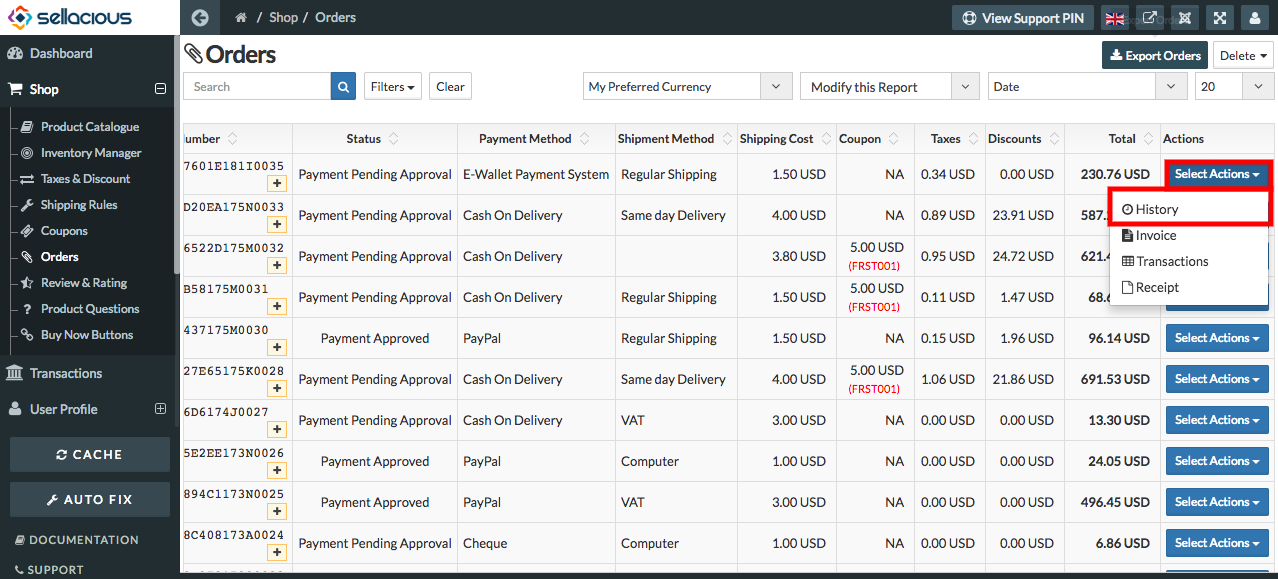 sellacious
/ Shop / Orders
View Support PIN
Dashboard
Shop
Product Catalogue
Inventory Manager
Taxes & Discount
Shipping Rules
Coupons
Orders
Review & Rating
Product Questions
Buy Now Buttons
Transactions
User Profile
CACHE
AUTO FIX
DOCUMENTATION
SUPPORT
Orders
Export Orders
Delete
Search
Filters
Clear
My Preferred Currency
Modify this Report
Date
20
umber Status Payment Method Shipment Method Shipping Cost Coupon Taxes Discounts Total Actions
7601E181I0035 Payment Pending Approval E-Wallet Payment System Regular Shipping 1.50 USD NA 0.34 USD 0.00 USD 230.76 USD Select Actions
History
Invoice
Transactions
Receipt
D20EA175N0033 Payment Pending Approval Cash On Delivery Same day Delivery 4.00 USD NA 0.89 USD 23.91 USD 587.
6522D175M0032 Payment Pending Approval Cash On Delivery 3.80 USD 5.00 USD (FRST001) 0.95 USD 24.72 USD 621.4
B58175M0031 Payment Pending Approval Cash On Delivery Regular Shipping 1.50 USD 5.00 USD (FRST001) 0.11 USD 1.47 USD 68.
437175M0030 Payment Approved PayPal Regular Shipping 1.50 USD NA 0.15 USD 1.96 USD 96.14 USD Select Actions
27E65175K0028 Payment Pending Approval Cash On Delivery Same day Delivery 4.00 USD 5.00 USD (FRST001) 1.06 USD 21.86 USD 691.53 USD Select Actions
6D6174J0027 Payment Pending Approval Cash On Delivery VAT 3.00 USD NA 0.00 USD 0.00 USD 13.30 USD Select Actions
5E2EE173N0026 Payment Approved PayPal Computer 1.00 USD NA 0.00 USD 0.00 USD 24.05 USD Select Actions
894C1173N0025 Payment Approved PayPal VAT 3.00 USD NA 0.00 USD 0.00 USD 496.45 USD Select Actions
8C408173A0024 Payment Pending Approval Cheque Computer 1.00 USD NA 0.00 USD 0.00 USD 6.86 USD Select Actions